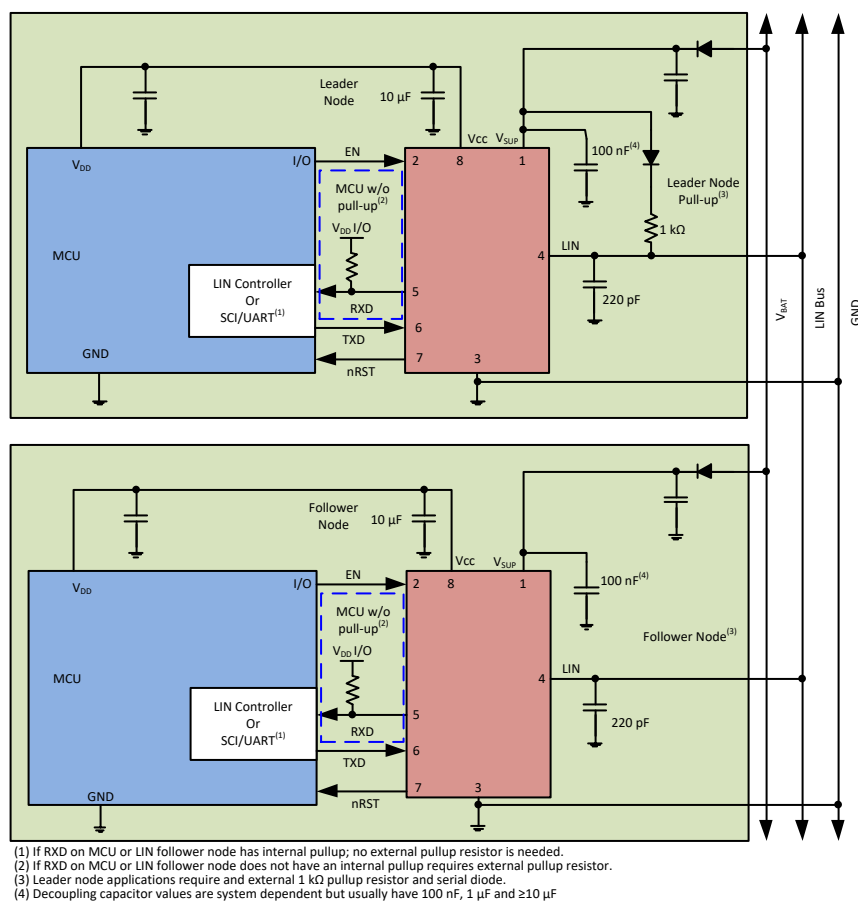 Leader
Node
10 µF
Vcc
VSUP
VDD
I/O
EN
2
8
1
100 nF(4)
MCU w/o
pull-up(2)
VDD I/O
Leader Node
Pull-up(3)
1 kΩ
MCU
LIN
4
LIN Controller
Or
SCI/UART(1)
5
RXD
220 pF
6
TXD
GND
7
nRST
3
VBAT
LIN Bus
GND
Follower
Node
10 µF
Vcc
VSUP
VDD
I/O
EN
2
8
1
100 nF(4)
MCU w/o
pull-up(2)
VDD I/O
Follower Node(3)
MCU
LIN
4
LIN Controller
Or
SCI/UART(1)
5
RXD
220 pF
6
TXD
GND
7
nRST
3
(1) If RXD on MCU or LIN follower node has internal pullup; no external pullup resistor is needed.
(2) If RXD on MCU or LIN follower node does not have an internal pullup requires external pullup resistor.
(3) Leader node applications require and external 1 kΩ pullup resistor and serial diode.
(4) Decoupling capacitor values are system dependent but usually have 100 nF, 1 µF and ≥10 µF